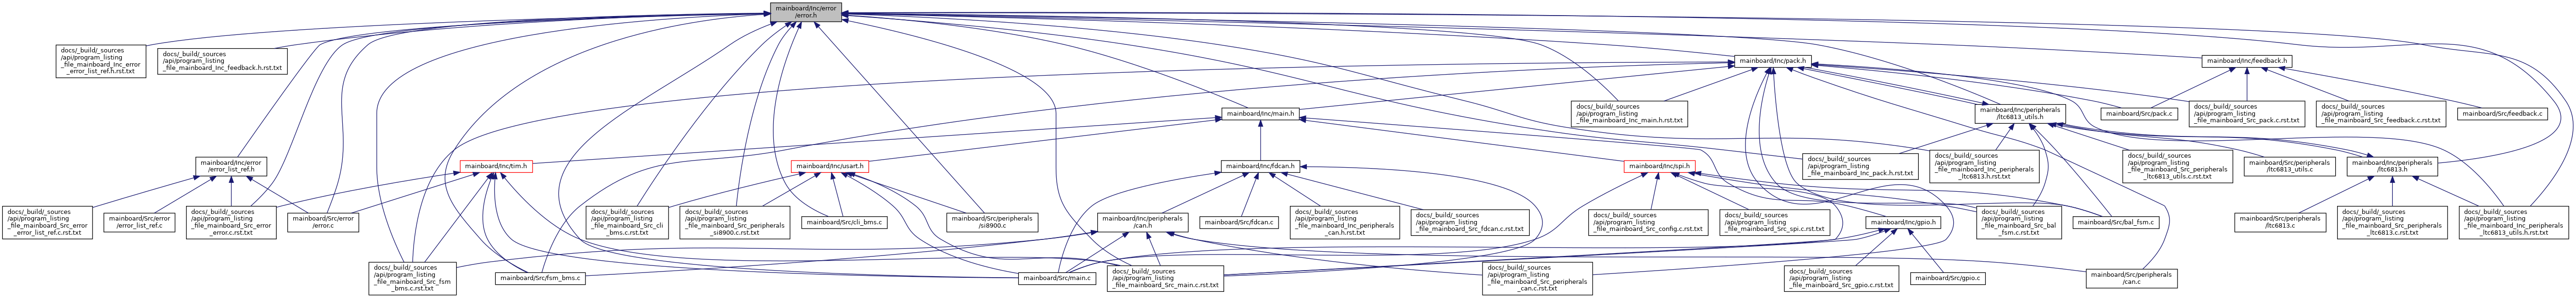 mainboard/Inc/error
/error.h
docs/_build/_sources
/api/program_listing
_file_mainboard_Inc_error
_error_list_ref.h.rst.txt
docs/_build/_sources
/api/program_listing
_file_mainboard_Inc_feedback.h.rst.txt
mainboard/Inc/pack.h
mainboard/Inc/feedback.h
mainboard/Inc/main.h
docs/_build/_sources
/api/program_listing
_file_mainboard_Inc_main.h.rst.txt
mainboard/Inc/peripherals
/ltc6813_utils.h
mainboard/Src/pack.c
docs/_build/_sources
/api/program_listing
_file_mainboard_Src_pack.c.rst.txt
docs/_build/_sources
/api/program_listing
_file_mainboard_Src_feedback.c.rst.txt
mainboard/Src/feedback.c
mainboard/Inc/error
/error_list_ref.h
mainboard/Inc/tim.h
mainboard/Inc/usart.h
mainboard/Inc/fdcan.h
mainboard/Inc/spi.h
docs/_build/_sources
/api/program_listing
_file_mainboard_Inc_pack.h.rst.txt
docs/_build/_sources
/api/program_listing
_file_mainboard_Inc_peripherals
_ltc6813.h.rst.txt
docs/_build/_sources
/api/program_listing
_file_mainboard_Src_peripherals
_ltc6813_utils.c.rst.txt
mainboard/Src/peripherals
/ltc6813_utils.c
mainboard/Inc/peripherals
/ltc6813.h
docs/_build/_sources
/api/program_listing
_file_mainboard_Src_error
_error_list_ref.c.rst.txt
mainboard/Src/error
/error_list_ref.c
docs/_build/_sources
/api/program_listing
_file_mainboard_Src_error
_error.c.rst.txt
mainboard/Src/error
/error.c
docs/_build/_sources
/api/program_listing
_file_mainboard_Src_cli
_bms.c.rst.txt
docs/_build/_sources
/api/program_listing
_file_mainboard_Src_peripherals
_si8900.c.rst.txt
mainboard/Src/cli_bms.c
mainboard/Src/peripherals
/si8900.c
mainboard/Inc/peripherals
/can.h
mainboard/Src/fdcan.c
docs/_build/_sources
/api/program_listing
_file_mainboard_Inc_peripherals
_can.h.rst.txt
docs/_build/_sources
/api/program_listing
_file_mainboard_Src_fdcan.c.rst.txt
docs/_build/_sources
/api/program_listing
_file_mainboard_Src_config.c.rst.txt
docs/_build/_sources
/api/program_listing
_file_mainboard_Src_spi.c.rst.txt
mainboard/Inc/gpio.h
docs/_build/_sources
/api/program_listing
_file_mainboard_Src_bal
_fsm.c.rst.txt
mainboard/Src/bal_fsm.c
mainboard/Src/peripherals
/ltc6813.c
docs/_build/_sources
/api/program_listing
_file_mainboard_Src_peripherals
_ltc6813.c.rst.txt
docs/_build/_sources
/api/program_listing
_file_mainboard_Inc_peripherals
_ltc6813_utils.h.rst.txt
docs/_build/_sources
/api/program_listing
_file_mainboard_Src_fsm
_bms.c.rst.txt
mainboard/Src/fsm_bms.c
mainboard/Src/main.c
docs/_build/_sources
/api/program_listing
_file_mainboard_Src_main.c.rst.txt
docs/_build/_sources
/api/program_listing
_file_mainboard_Src_peripherals
_can.c.rst.txt
docs/_build/_sources
/api/program_listing
_file_mainboard_Src_gpio.c.rst.txt
mainboard/Src/gpio.c
mainboard/Src/peripherals
/can.c